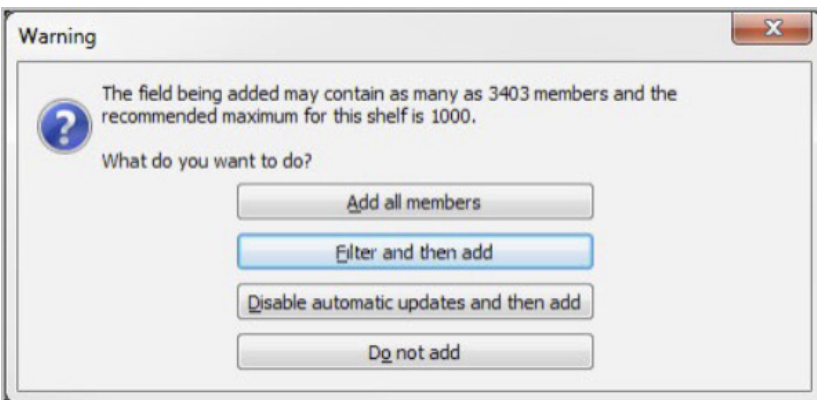 Warning
The field being added may contain as many as 3403 members and the
recommended maximum for this shelf is 1000.
What do you want to do?
Add all members
Filter and then add
Disable automatic updates and then add
Do not add